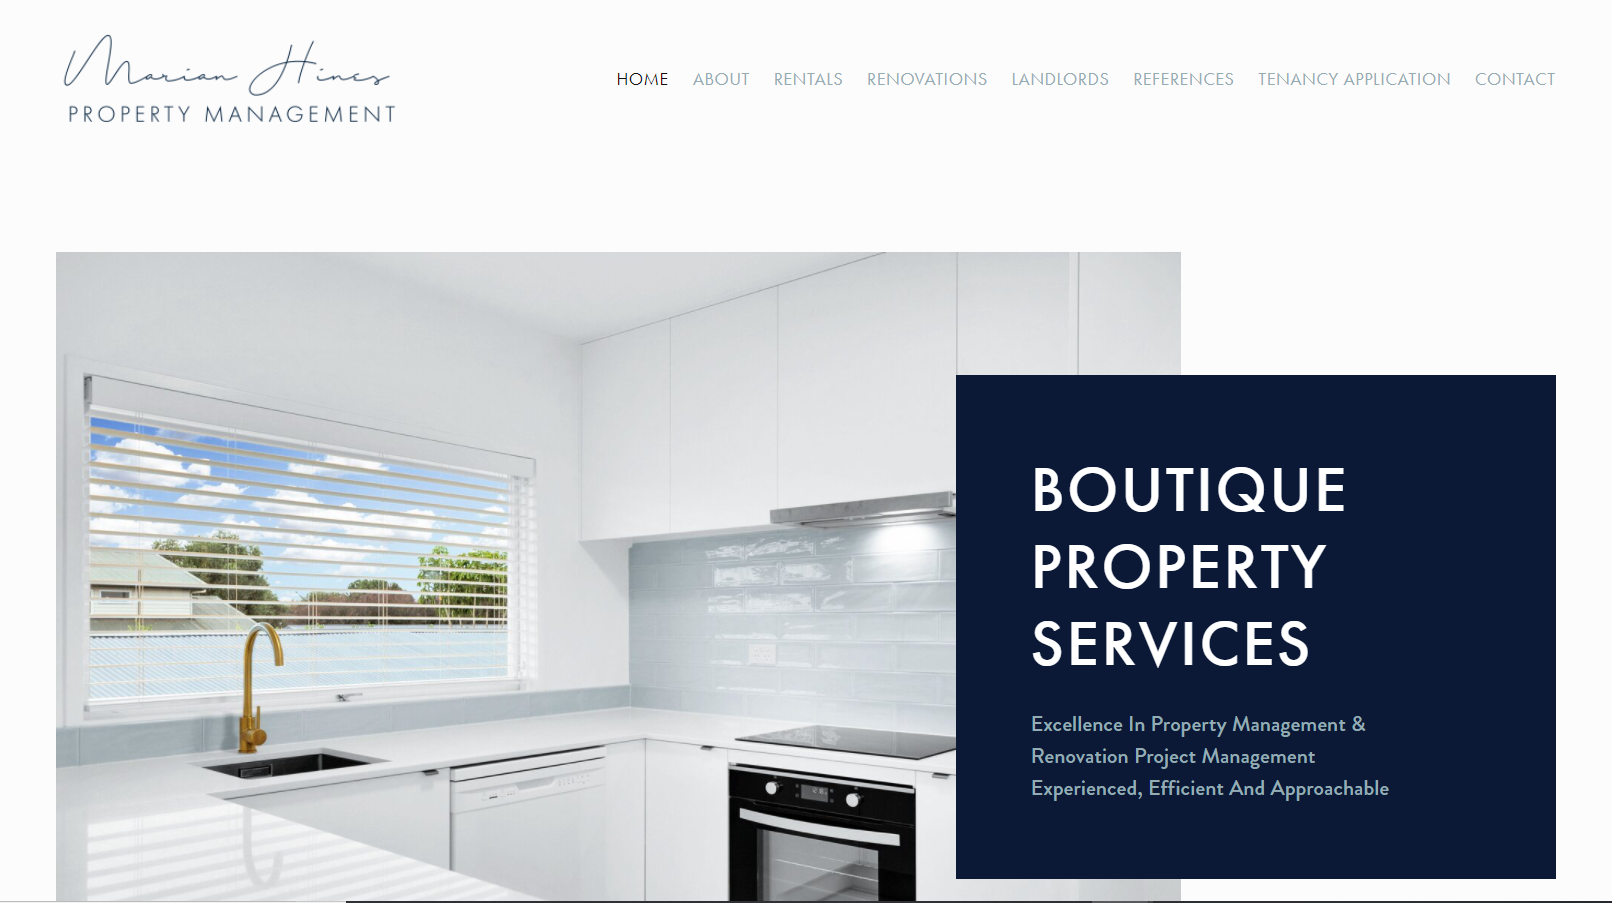 Marian Hines
PROPERTY MANAGEMENT
HOME ABOUT RENTALS RENOVATIONS LANDLORDS REFERENCES TENANCY APPLICATION CONTACT
BOUTIQUE
PROPERTY
SERVICES
Excellence In Property Management &
Renovation Project Management
Experienced, Efficient And Approachable